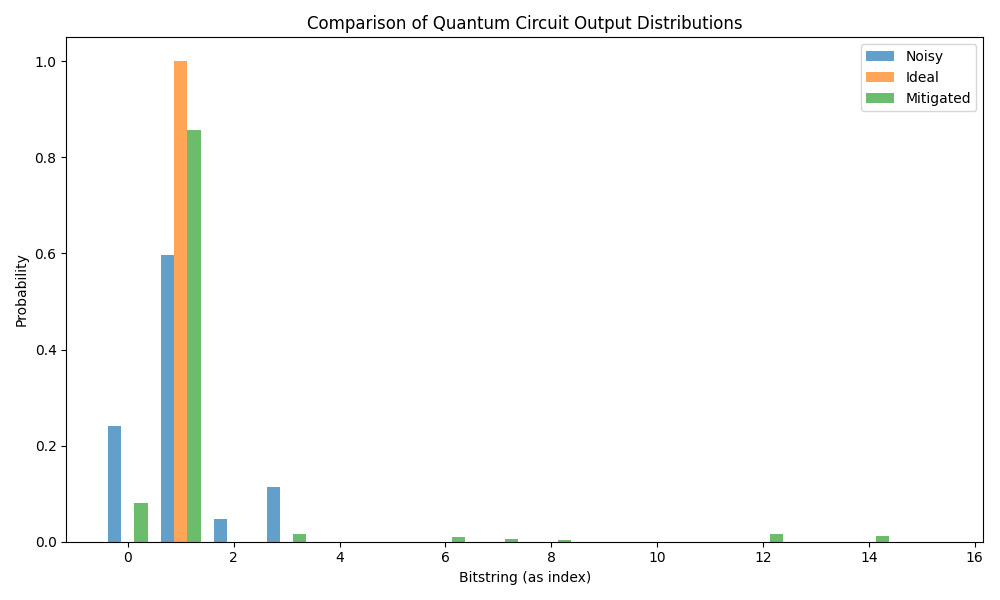 Comparison of Quantum Circuit Output Distributions
Noisy
Ideal
Mitigated
Probability
1.0
0.8
0.6
0.4
0.2
0.0
0 2 4 6 8 10 12 14 16
Bitstring (as index)